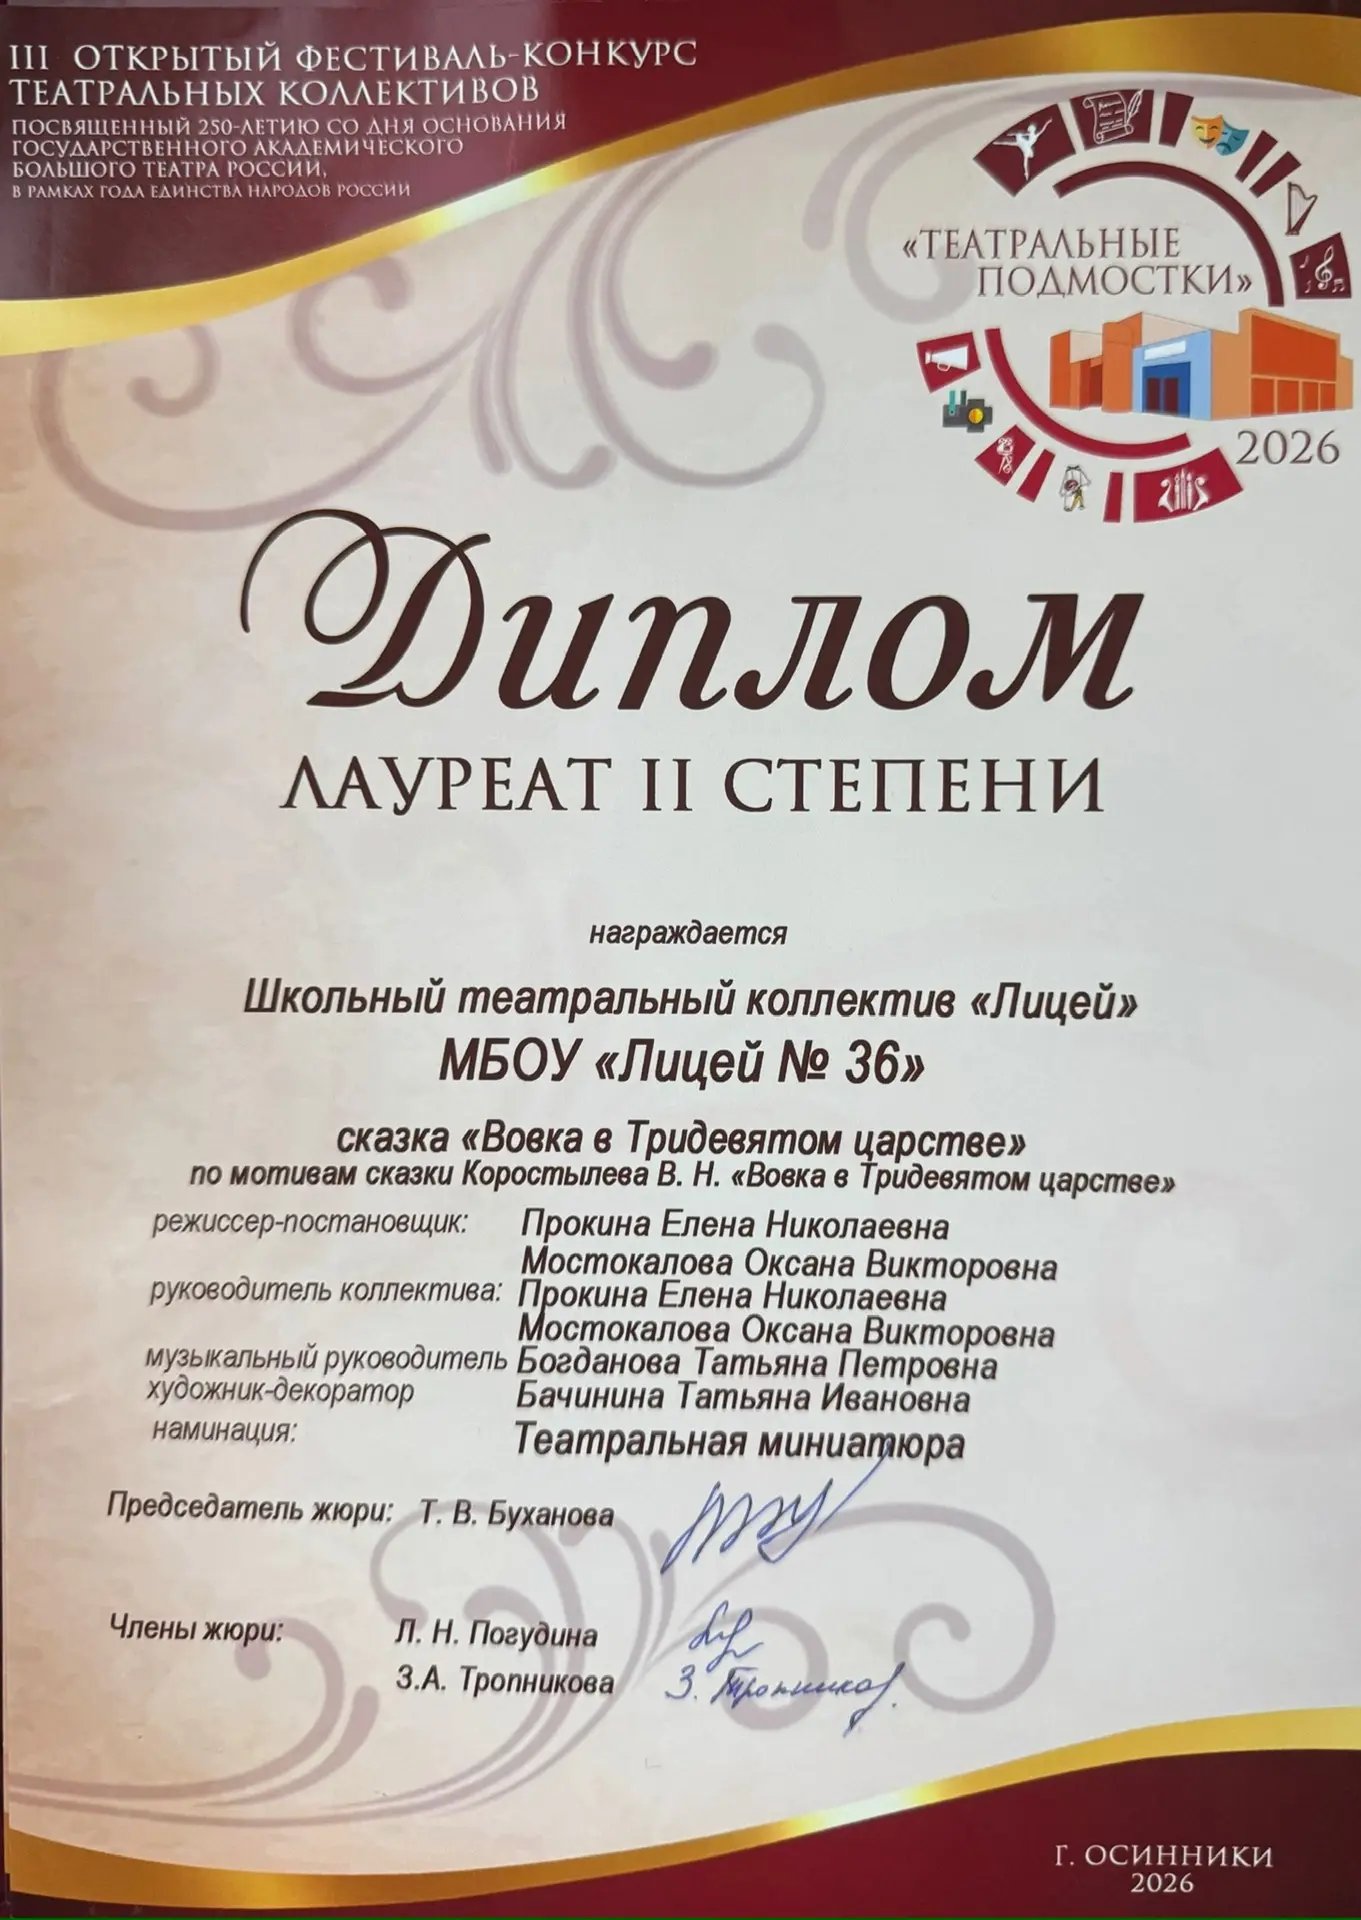 III ОТКРЫТЫЙ ФЕСТИВАЛЬ-КОНКУРС
ТЕАТРАЛЬНЫХ КОЛЛЕКТИВОВ
ПОСВЯЩЕННЫЙ 250-ЛЕТИЮ СО ДНЯ ОСНОВАНИЯ
ГОСУДАРСТВЕННОГО АКАДЕМИЧЕСКОГО
БОЛЬШОГО ТЕАТРА РОССИИ,
В РАМКАХ ГОДА ЕДИНСТВА НАРОДОВ РОССИИ
«ТЕАТРАЛЬНЫЕ
ПОДМОСТКИ»
2026
Диплом
ЛАУРЕАТ II СТЕПЕНИ
награждается
Школьный театральный коллектив «Лицей»
МБОУ «Лицей № 36»
сказка «Вовка в Тридевятом царстве»
по мотивам сказки Коростылева В. Н. «Вовка в Тридевятом царстве»
режиссер-постановщик: Прокина Елена Николаевна
Мостокалова Оксана Викторовна
руководитель коллектива: Прокина Елена Николаевна
Мостокалова Оксана Викторовна
музыкальный руководитель Богданова Татьяна Петровна
художник-декоратор Бачинина Татьяна Ивановна
наминация: Театральная миниатюра
Председатель жюри: Т. В. Буханова
Члены жюри: Л. Н. Погудина
З.А. Тропникова З. Тропникова
Г. ОСИННИКИ
2026